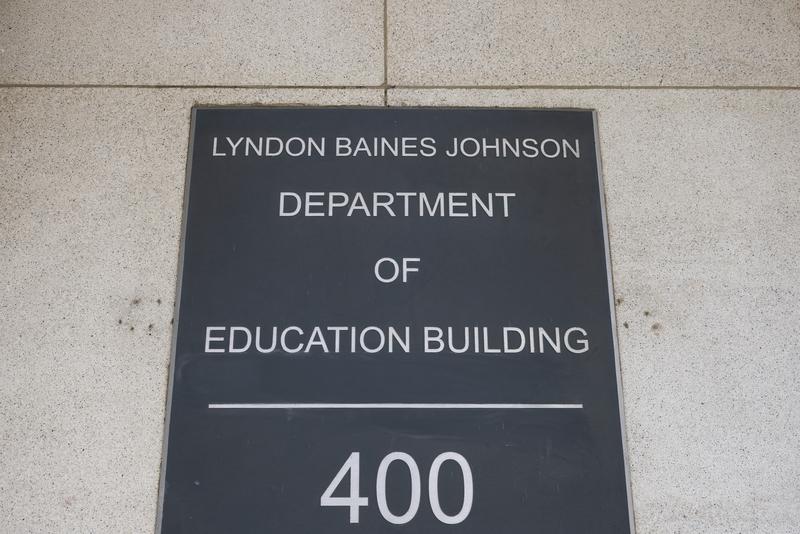 LYNDON BAINES JOHNSON
DEPARTMENT
OF
EDUCATION BUILDING
400